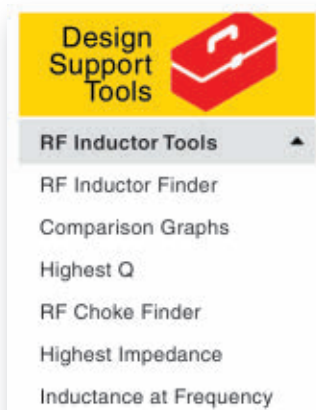 Design
Support
Tools
RF Inductor Tools
RF Inductor Finder
Comparison Graphs
Highest Q
RF Choke Finder
Highest Impedance
Inductance at Frequency